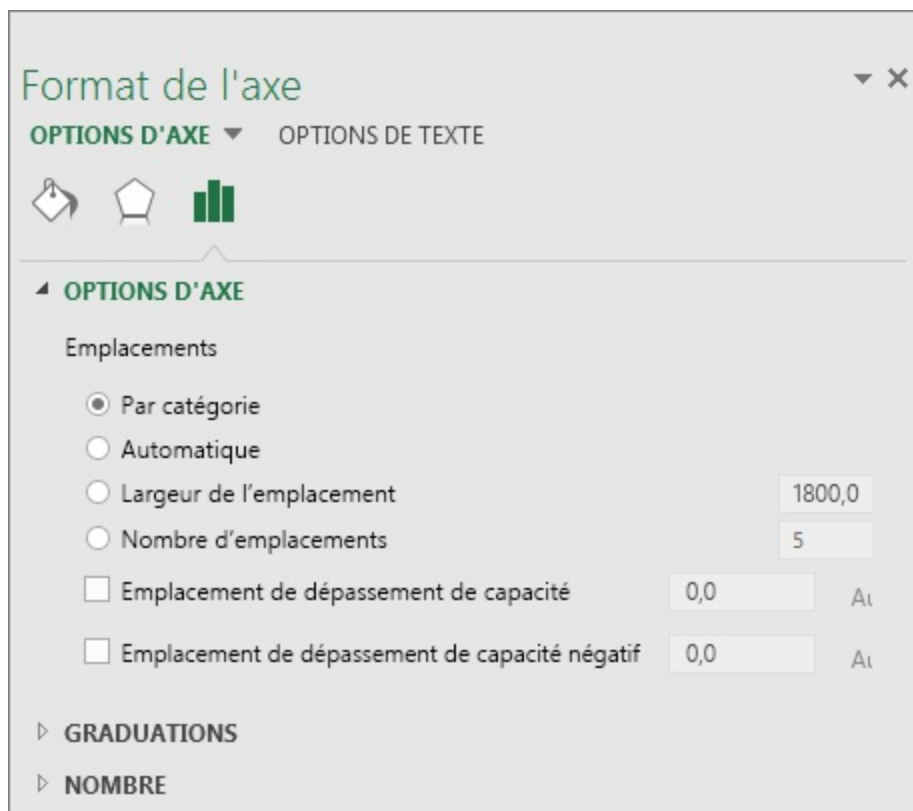 Format de l'axe
OPTIONS D'AXE OPTIONS DE TEXTE
OPTIONS D'AXE
Emplacements
Par catégorie
Automatique
Largeur de l’emplacement 1800,0
Nombre d’emplacements 5
Emplacement de dépassement de capacité 0,0
Emplacement de dépassement de capacité négatif 0,0
GRADUATIONS
NOMBRE